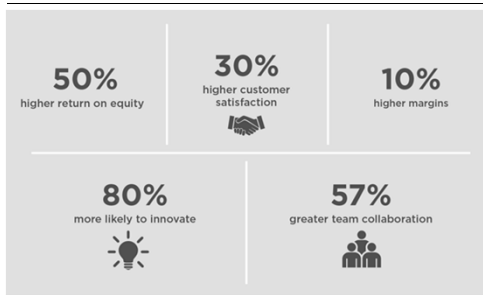 50%
higher return on equity
30%
higher customer
satisfaction
10%
higher margins
80%
more likely to innovate
57%
greater team collaboration